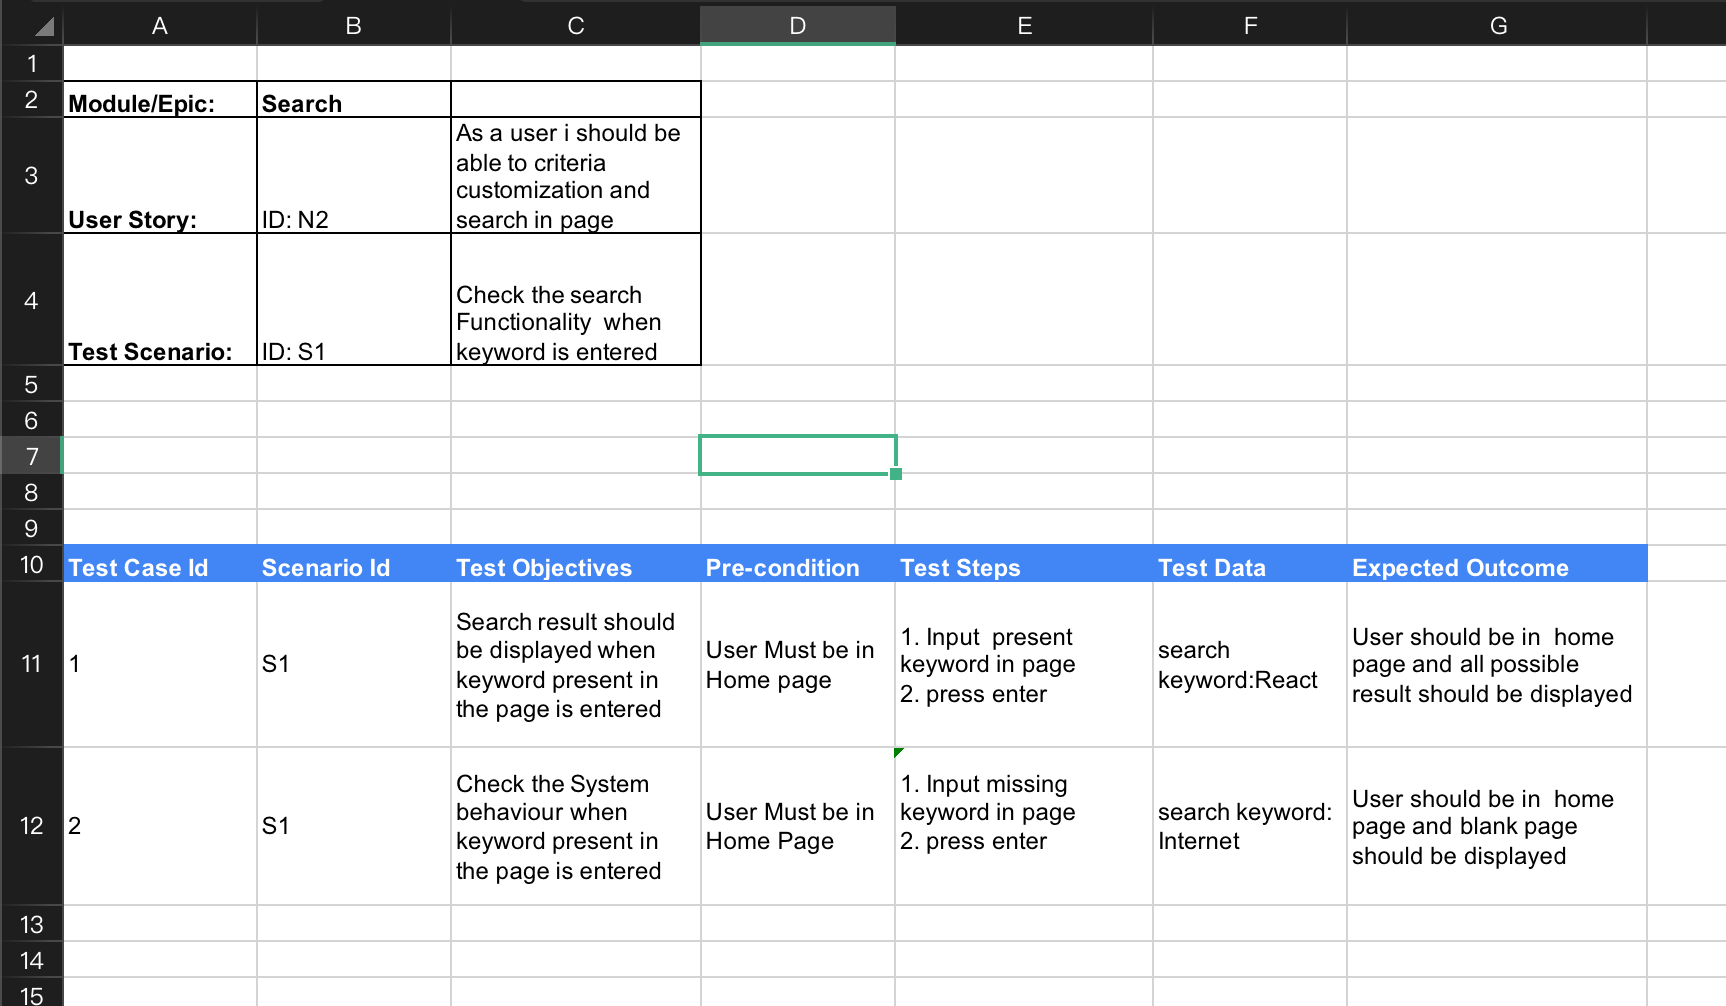 A B C D E F G
1
2 Module/Epic: Search
3 User Story: ID: N2 As a user i should be
able to criteria
customization and
search in page
4 Test Scenario: ID: S1 Check the search
Functionality  when
keyword is entered
5
6
7
8
9
10 Test Case Id Scenario Id Test Objectives Pre-condition Test Steps Test Data Expected Outcome
11 1 S1
Search result should
be displayed when
keyword present in
the page is entered
User Must be in
Home page
1. Input  present
keyword in page
2. press enter
search
keyword:React
User should be in  home
page and all possible
result should be displayed
12 2 S1
Check the System
behaviour when
keyword present in
the page is entered
User Must be in
Home Page
1. Input missing
keyword in page
2. press enter
search keyword:
Internet
User should be in  home
page and blank page
should be displayed
13
14
15